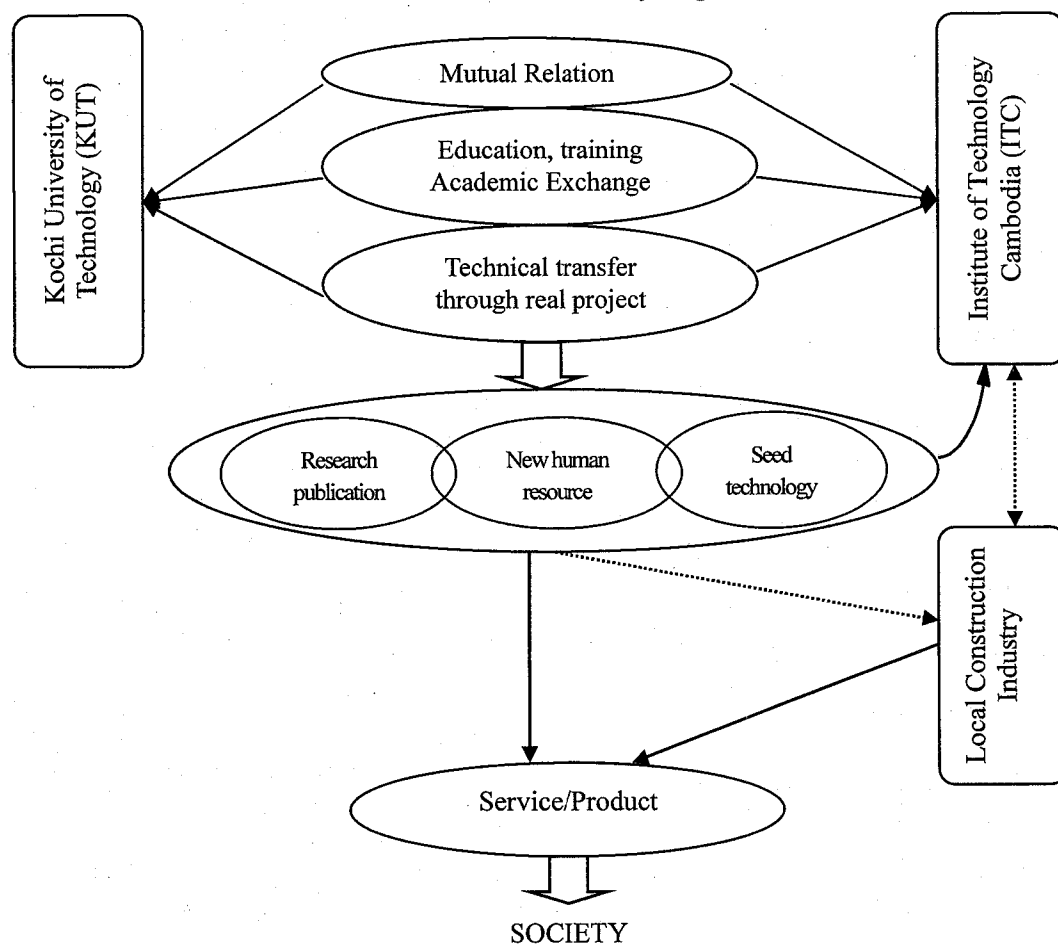 Kochi University of
Technology (KUT)
Mutual Relation
Education, training
Academic Exchange
Technical transfer
through real project
Institute of Technology
Cambodia (ITC)
Research
publication
New human
resource
Seed
technology
Local Construction
Industry
Service/Product
SOCIETY